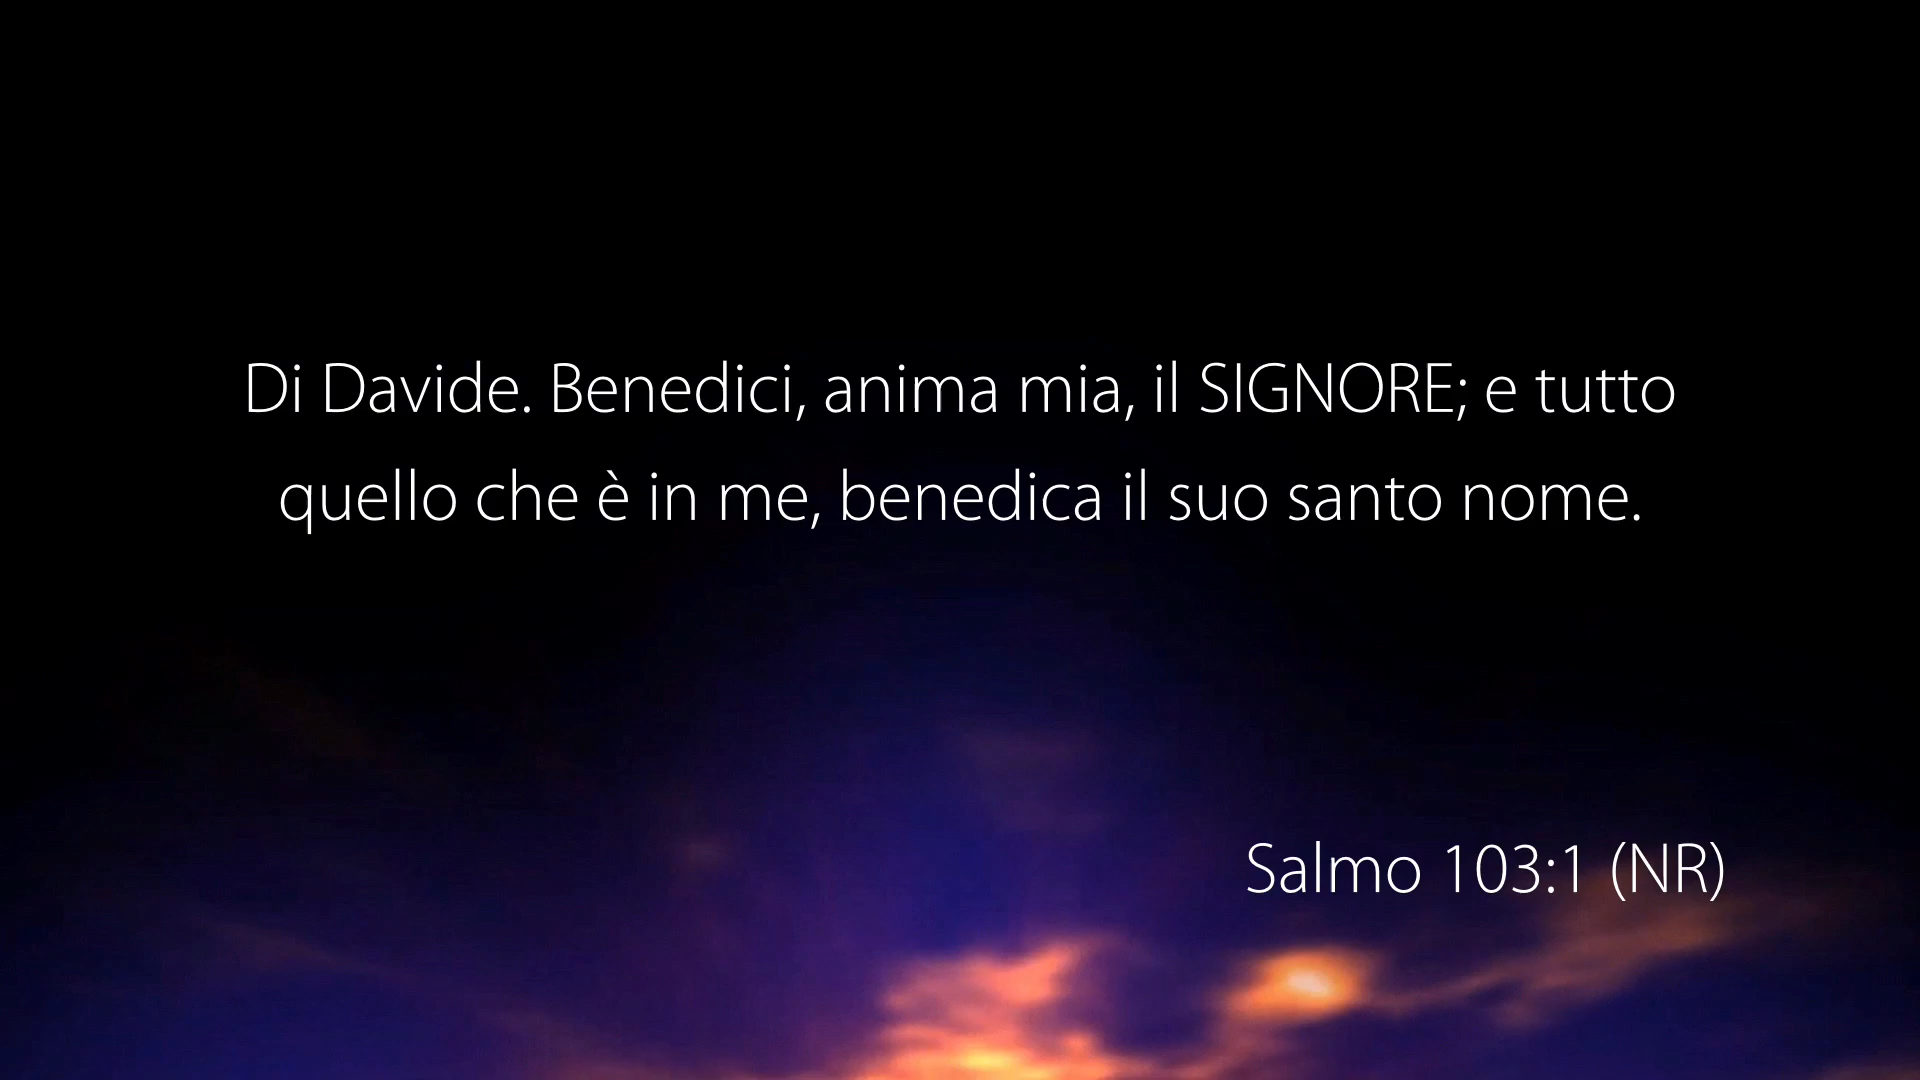 Di Davide. Benedici, anima mia, il SIGNORE; e tutto
quello che è in me, benedica il suo santo nome.
Salmo 103:1 (NR)